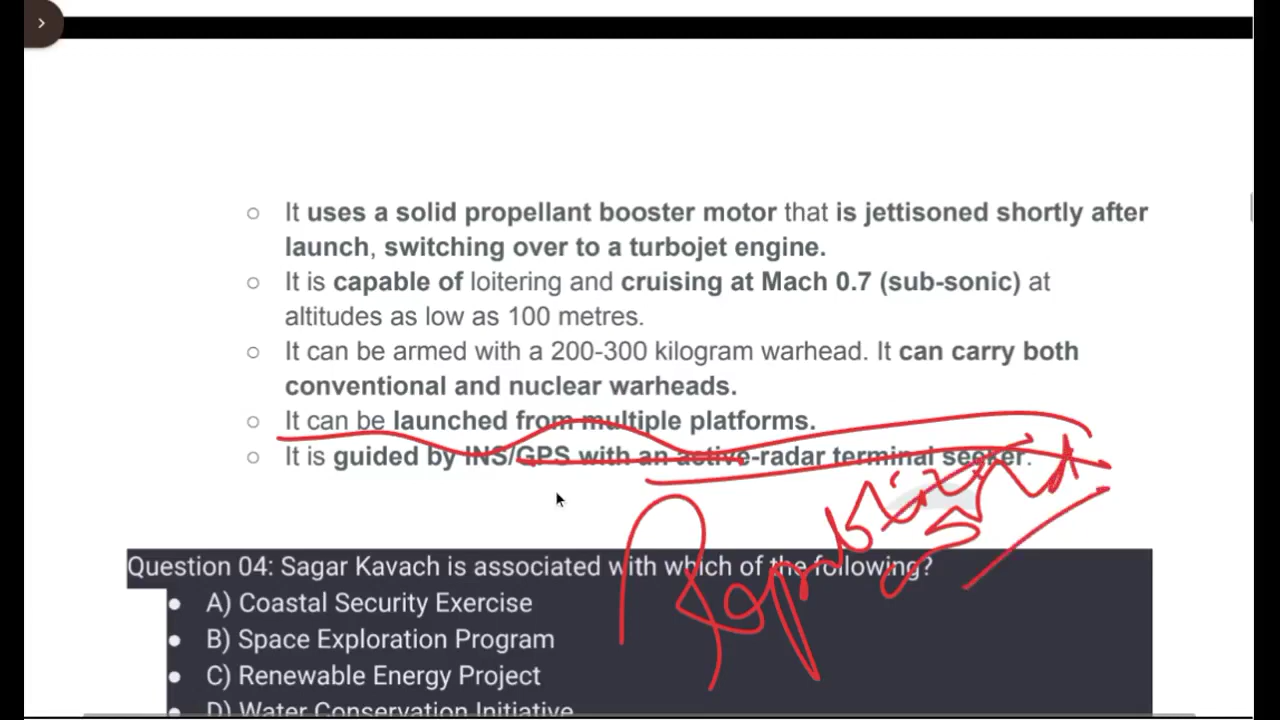 It uses a solid propellant booster motor that is jettisoned shortly after
launch, switching over to a turbojet engine.
It is capable of loitering and cruising at Mach 0.7 (sub-sonic) at
altitudes as low as 100 metres.
It can be armed with a 200-300 kilogram warhead. It can carry both
conventional and nuclear warheads.
It can be launched from multiple platforms.
It is guided by INS/GPS with an active-radar terminal seeker.
Question 04: Sagar Kavach is associated with which of the following?
A) Coastal Security Exercise
B) Space Exploration Program
C) Renewable Energy Project
D) Water Conservation Initiative